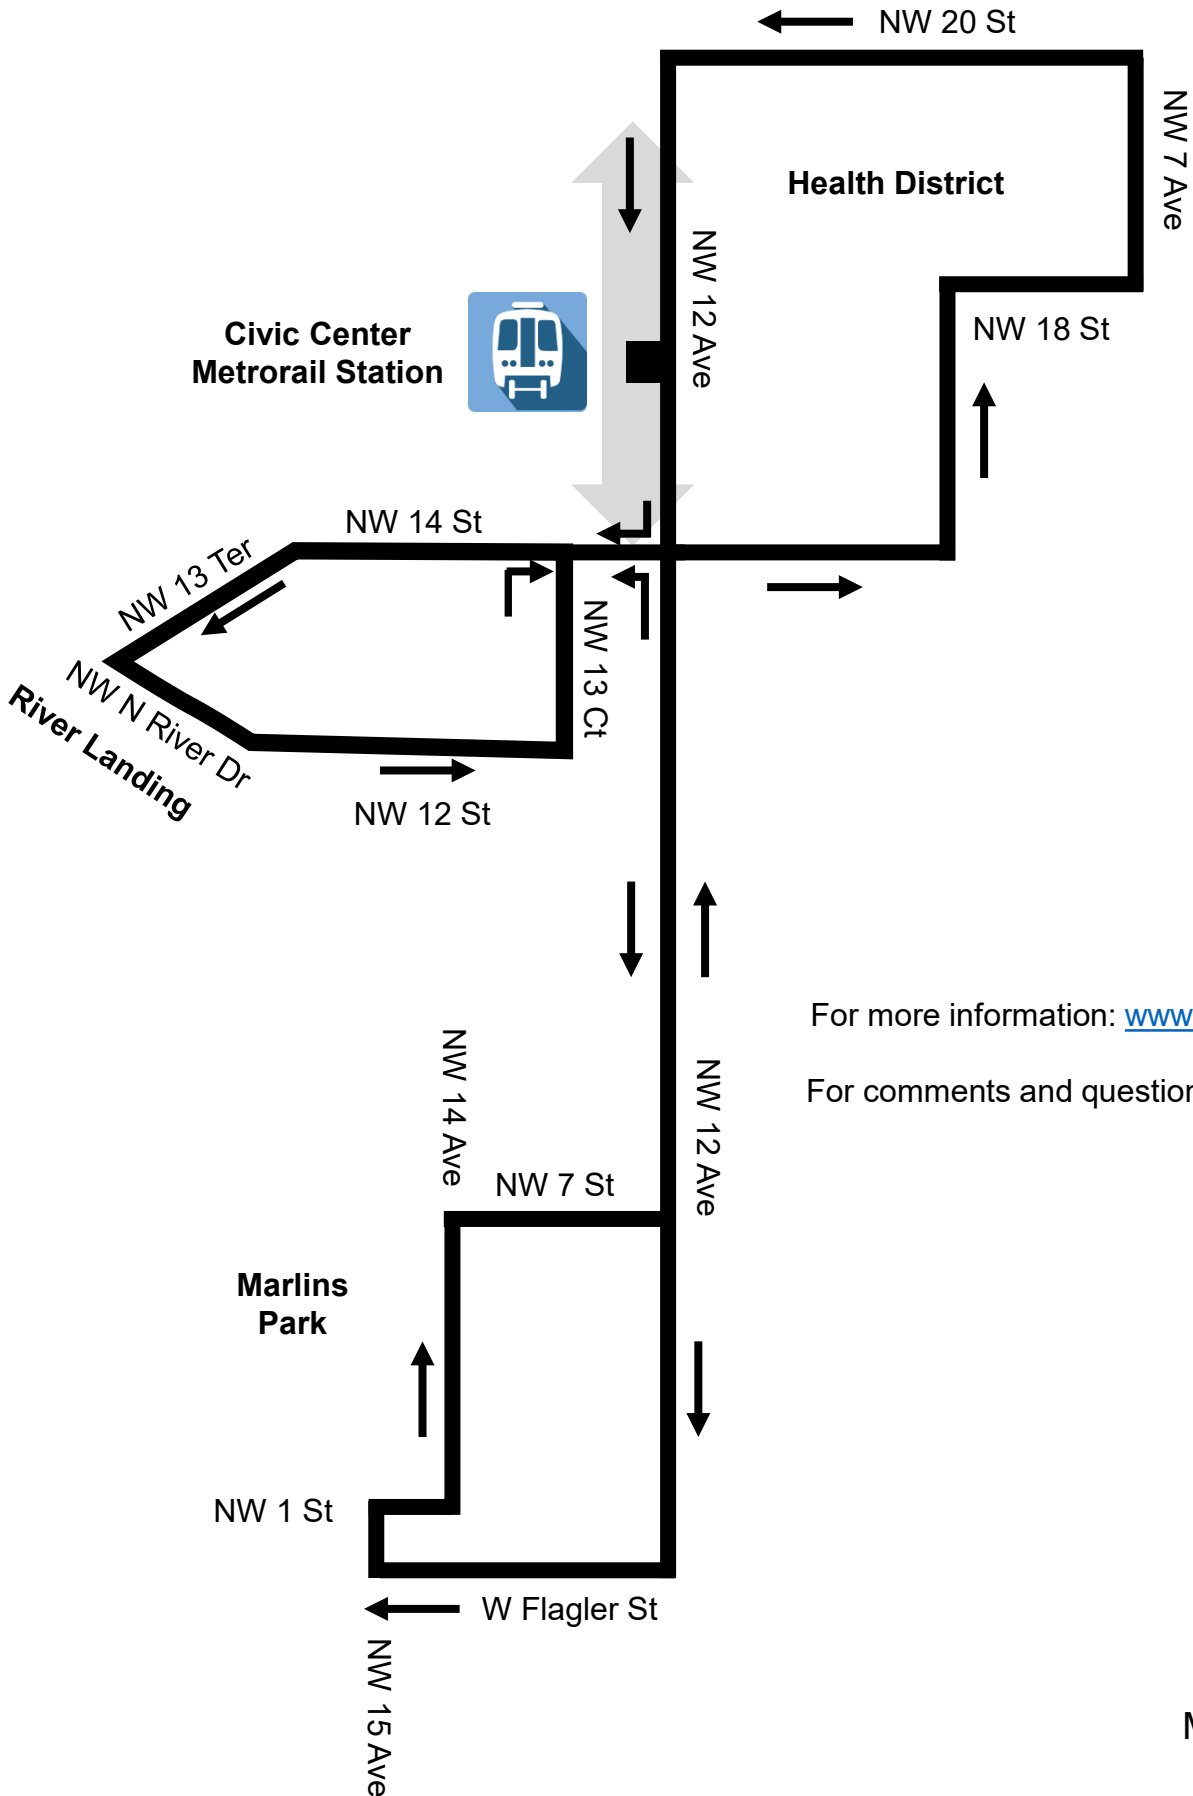 NW 20 St
NW 7 Ave
Health District
NW 12 Ave
NW 18 St
Civic Center
Metrorail Station
NW 14 St
NW 13 Ter
NW 13 Ct
NW N River Dr
River Landing
NW 12 St
For more information: www
For comments and question
NW 14 Ave
NW 12 Ave
NW 7 St
Marlins
Park
NW 1 St
W Flagler St
NW 15 Ave
M